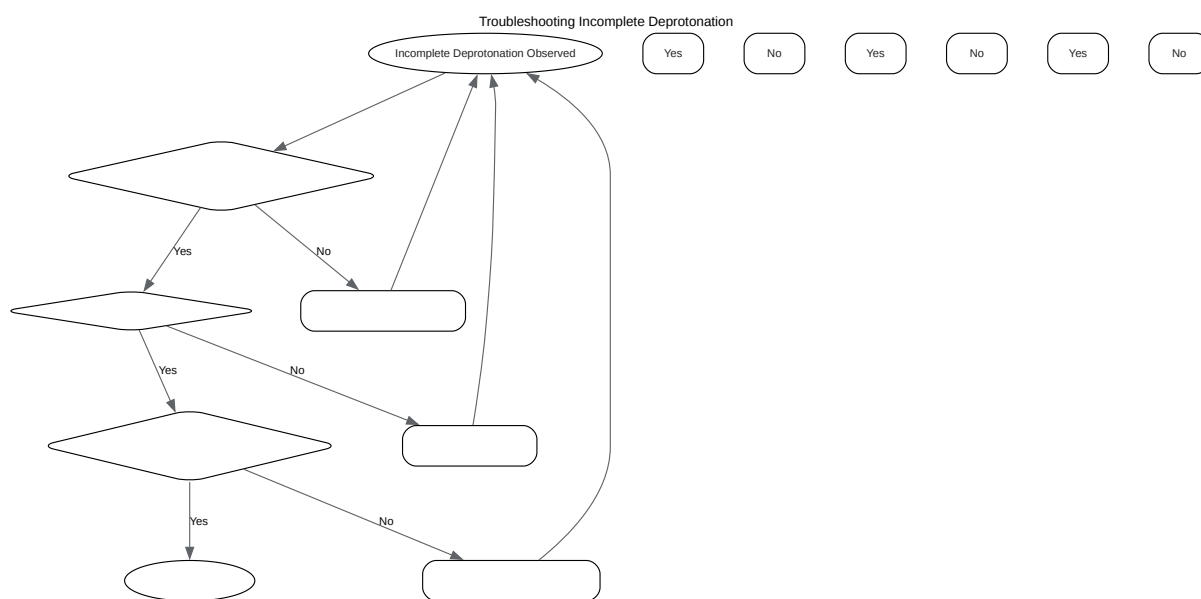 Troubleshooting Incomplete Deprotonation
Incomplete Deprotonation Observed
Yes
No
Yes
No
Yes
No
Yes
No
Yes
No
Yes
No